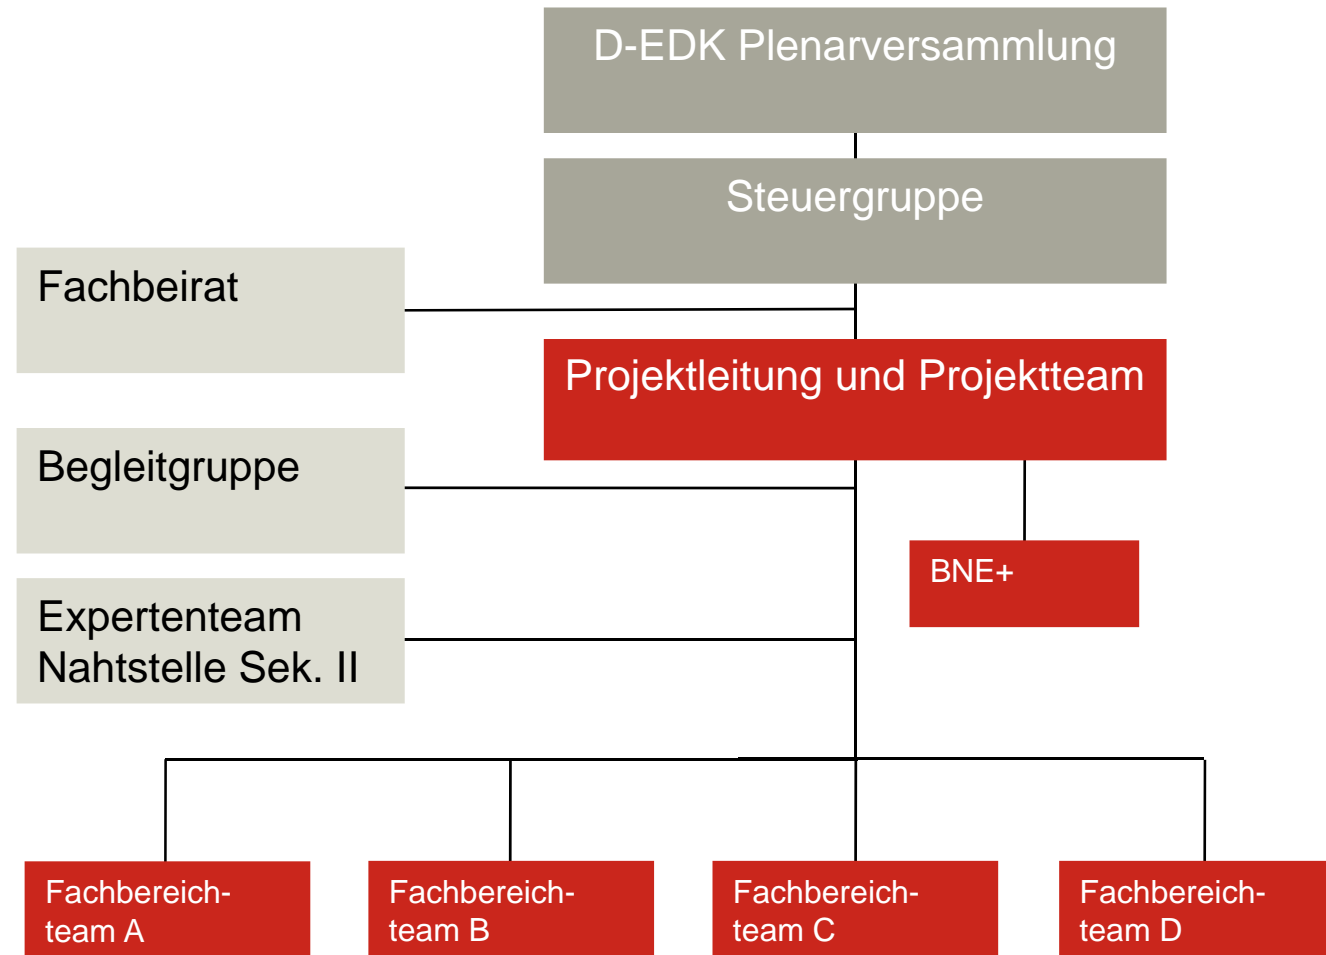 D-EDK Plenarversammlung
Steuergruppe
Fachbeirat
Projektleitung und Projektteam
Begleitgruppe
BNE+
Expertenteam
Nahtstelle Sek. II
Fachbereich-
team A
Fachbereich-
team B
Fachbereich-
team C
Fachbereich-
team D